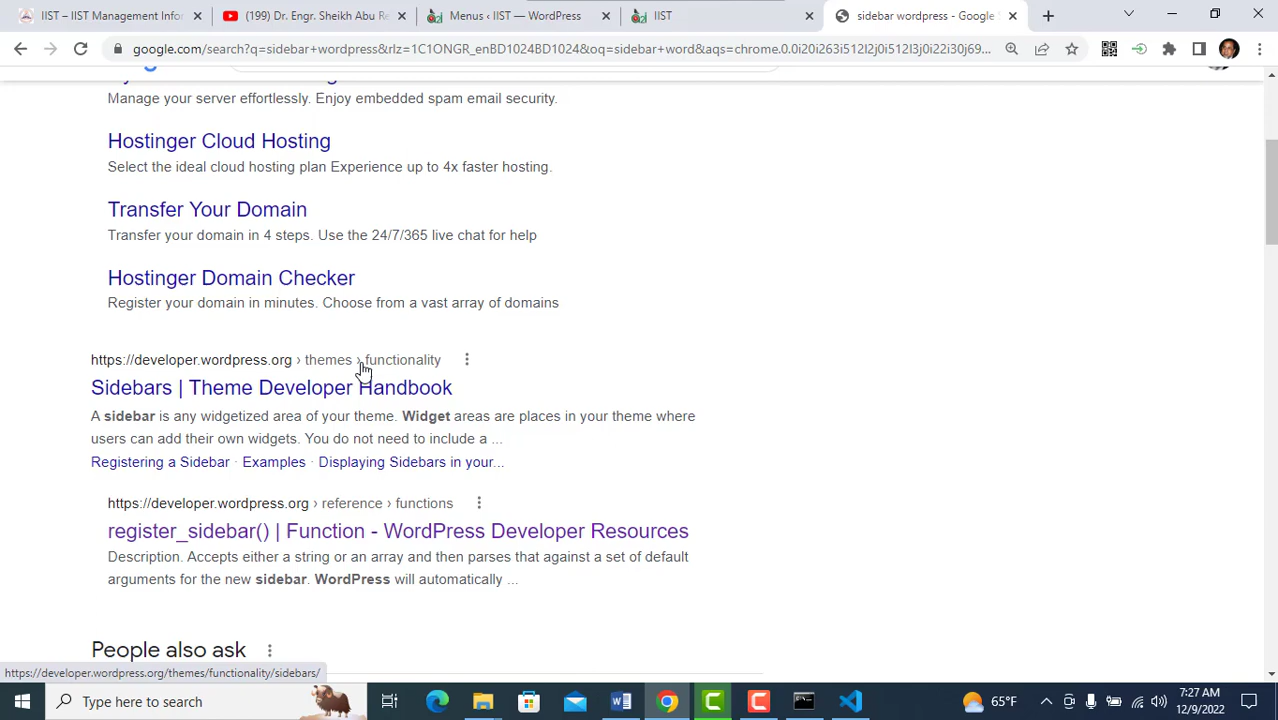 IIST – IIST Management Infor
(199) Dr. Engr. Sheikh Abu Re
Menus ‹ IIST — WordPress
IIST
sidebar wordpress - Google
google.com/search?q=sidebar+wordpress&rlz=1C1ONGR_enBD1024BD1024&oq=sidebar+word&aqs=chrome.0.0i20i263i512l2j0i512l3j0i22i30j69...
Manage your server effortlessly. Enjoy embedded spam email security.
Hostinger Cloud Hosting
Select the ideal cloud hosting plan Experience up to 4x faster hosting.
Transfer Your Domain
Transfer your domain in 4 steps. Use the 24/7/365 live chat for help
Hostinger Domain Checker
Register your domain in minutes. Choose from a vast array of domains
https://developer.wordpress.org › themes › functionality
Sidebars | Theme Developer Handbook
A sidebar is any widgetized area of your theme. Widget areas are places in your theme where
users can add their own widgets. You do not need to include a ...
Registering a Sidebar · Examples · Displaying Sidebars in your...
https://developer.wordpress.org › reference › functions
register_sidebar() | Function - WordPress Developer Resources
Description. Accepts either a string or an array and then parses that against a set of default
arguments for the new sidebar. WordPress will automatically ...
People also ask
https://developer.wordpress.org/themes/functionality/sidebars/
Type here to search
65°F
7:27 AM
12/9/2022